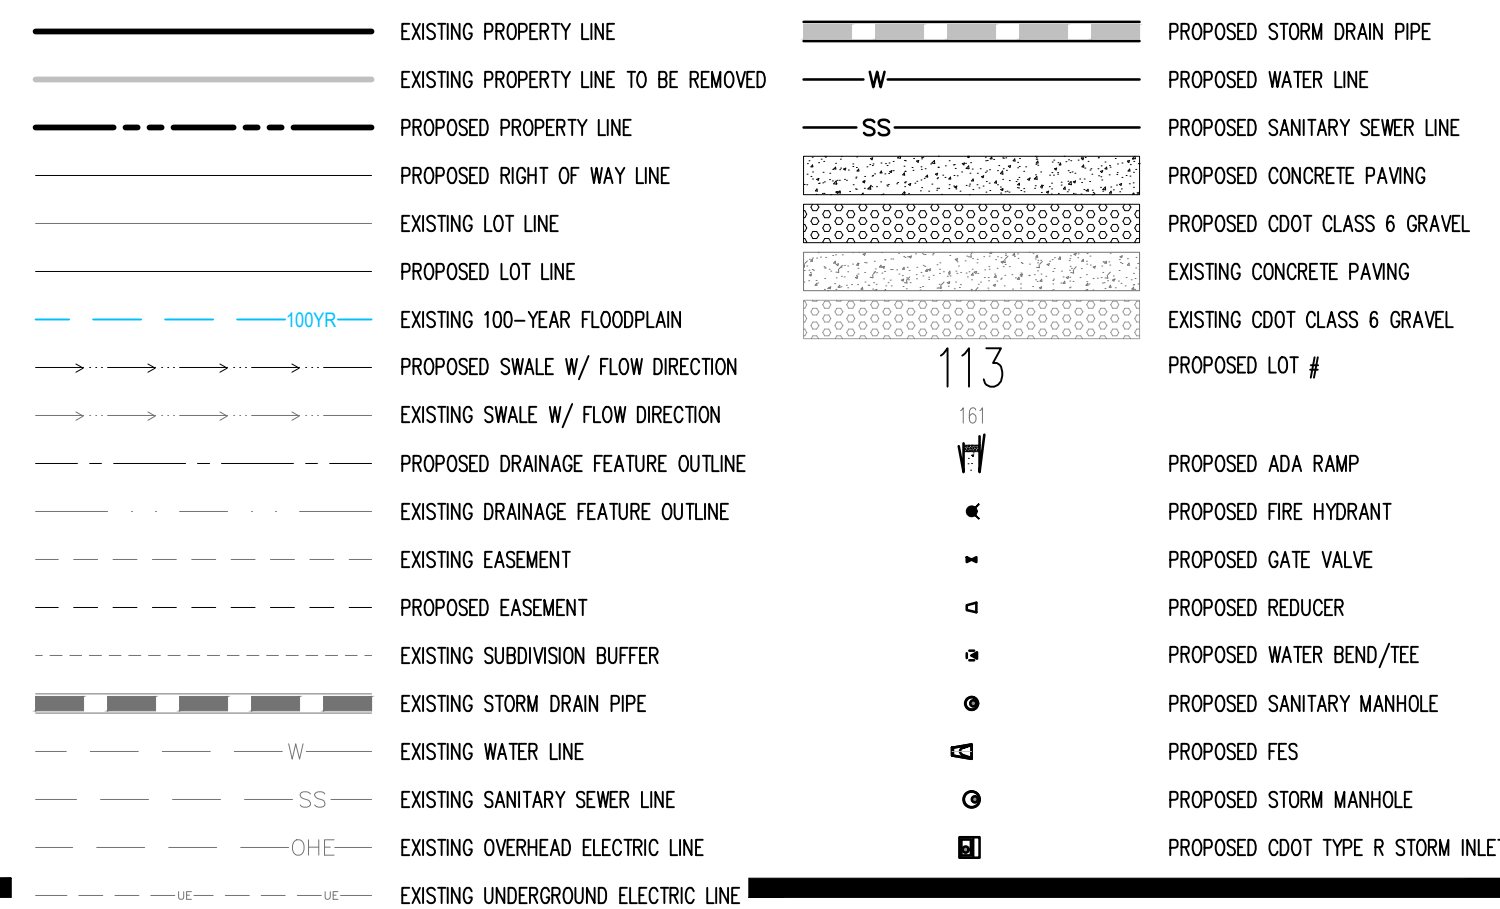 EXISTING PROPERTY LINE
EXISTING PROPERTY LINE TO BE REMOVED
PROPOSED PROPERTY LINE
PROPOSED RIGHT OF WAY LINE
EXISTING LOT LINE
PROPOSED LOT LINE
100YR EXISTING 100-YEAR FLOODPLAIN
PROPOSED SWALE W/ FLOW DIRECTION
EXISTING SWALE W/ FLOW DIRECTION
PROPOSED DRAINAGE FEATURE OUTLINE
EXISTING DRAINAGE FEATURE OUTLINE
EXISTING EASEMENT
PROPOSED EASEMENT
EXISTING SUBDIVISION BUFFER
EXISTING STORM DRAIN PIPE
W EXISTING WATER LINE
SS EXISTING SANITARY SEWER LINE
OHE EXISTING OVERHEAD ELECTRIC LINE
UE UE EXISTING UNDERGROUND ELECTRIC LINE
PROPOSED STORM DRAIN PIPE
W PROPOSED WATER LINE
SS PROPOSED SANITARY SEWER LINE
PROPOSED CONCRETE PAVING
PROPOSED CDOT CLASS 6 GRAVEL
EXISTING CONCRETE PAVING
EXISTING CDOT CLASS 6 GRAVEL
113 PROPOSED LOT #
161
PROPOSED ADA RAMP
PROPOSED FIRE HYDRANT
PROPOSED GATE VALVE
PROPOSED REDUCER
PROPOSED WATER BEND/TEE
PROPOSED SANITARY MANHOLE
PROPOSED FES
PROPOSED STORM MANHOLE
PROPOSED CDOT TYPE R STORM INLET